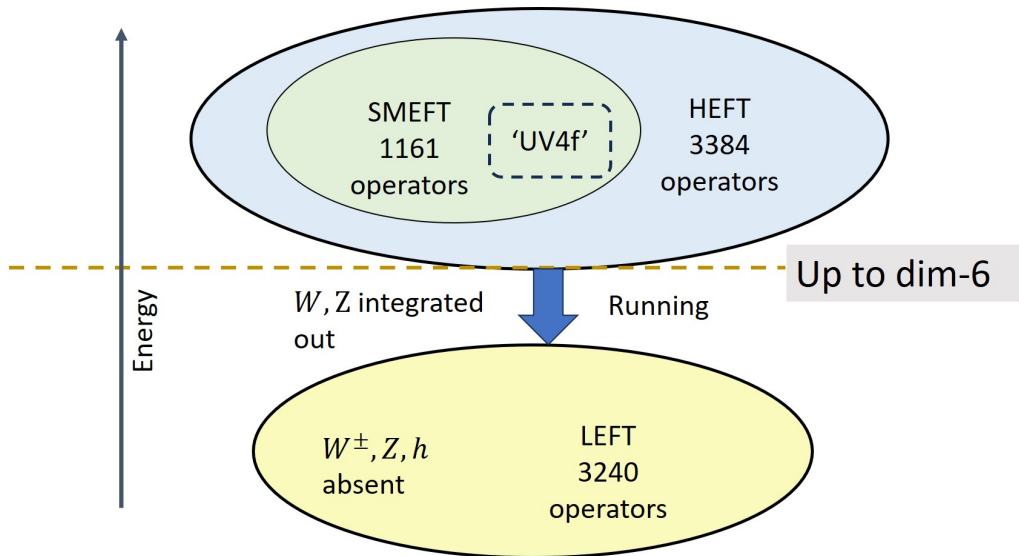 SMEFT
1161
operators
'UV4f'
HEFT
3384
operators
Up to dim-6
W, Z integrated
out
Running
Energy
W±, Z, h
absent
LEFT
3240
operators